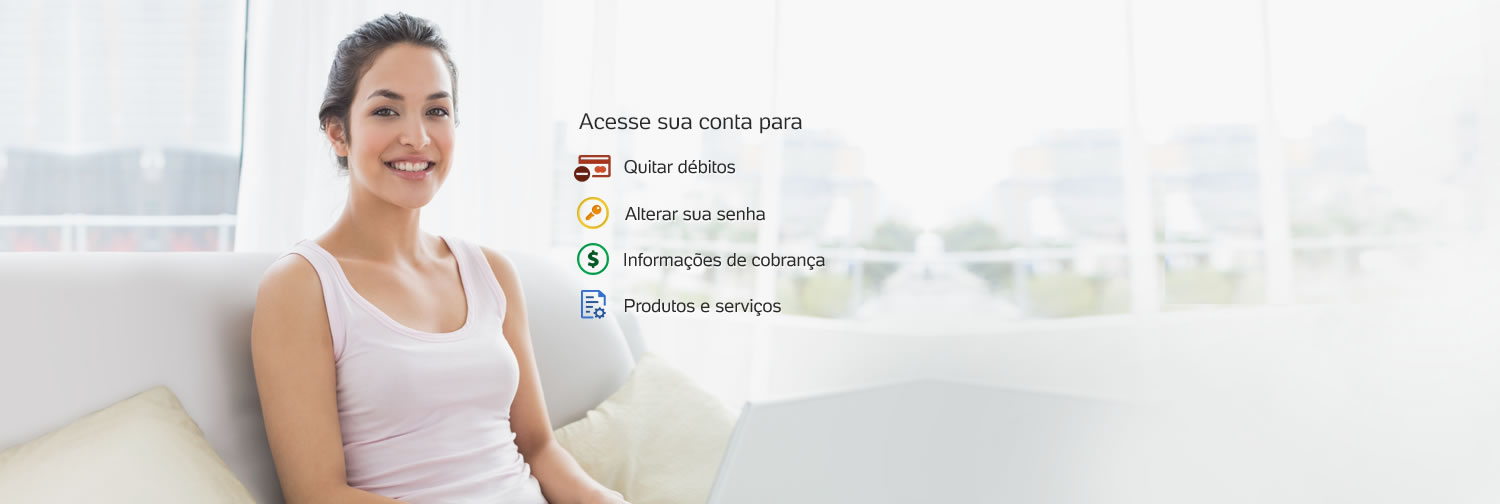 Acesse sua conta para
Quitar débitos
Alterar sua senha
$
Informações de cobrança
Produtos e serviços